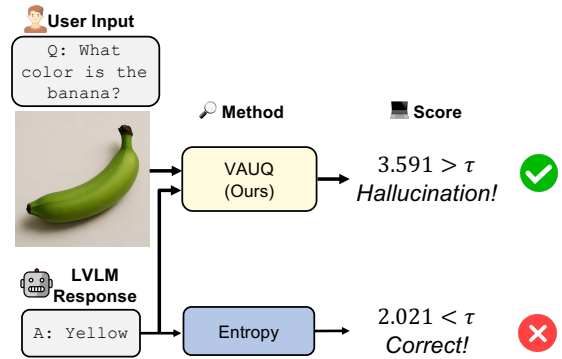 User Input
Q: What
color is the
banana?
Method
Score
VAUQ
(Ours)
3.591 > τ
Hallucination!
LVLM
Response
A: Yellow
Entropy
2.021 < τ
Correct!